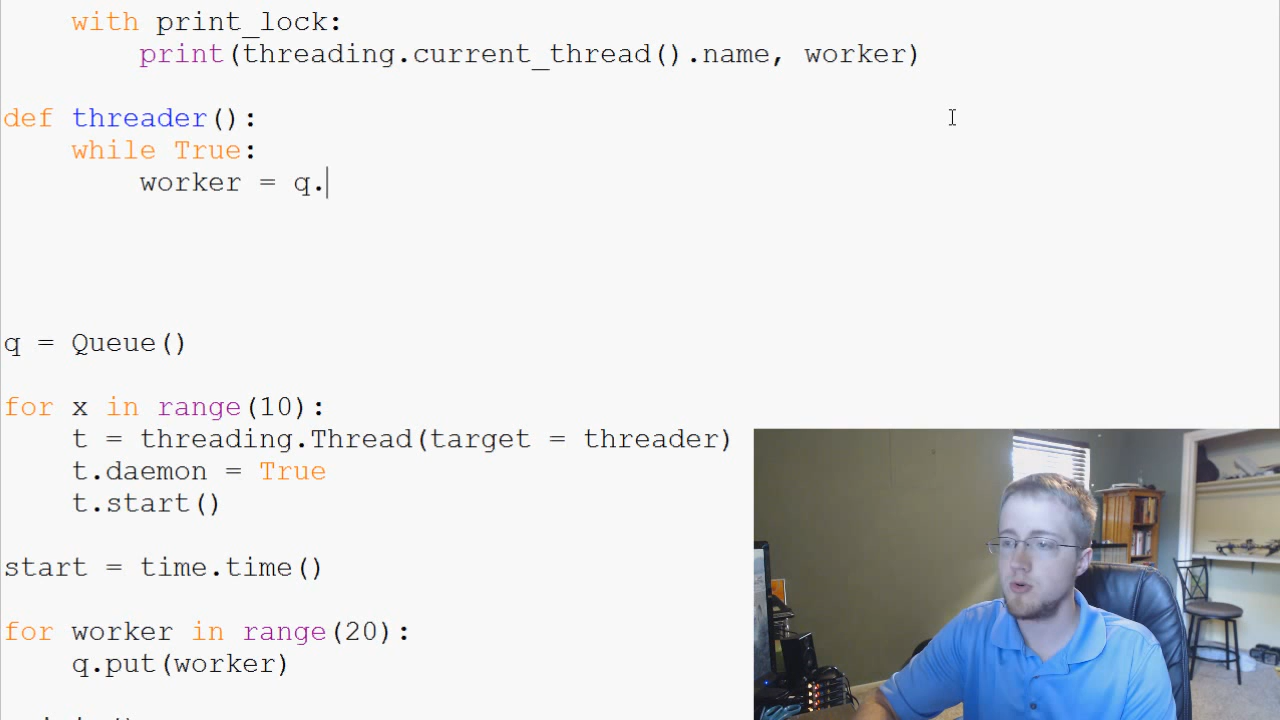 with print_lock:
print(threading.current_thread().name, worker)
def threader():
while True:
worker = q.
q = Queue()
for x in range(10):
t = threading.Thread(target = threader)
t.daemon = True
t.start()
start = time.time()
for worker in range(20):
q.put(worker)